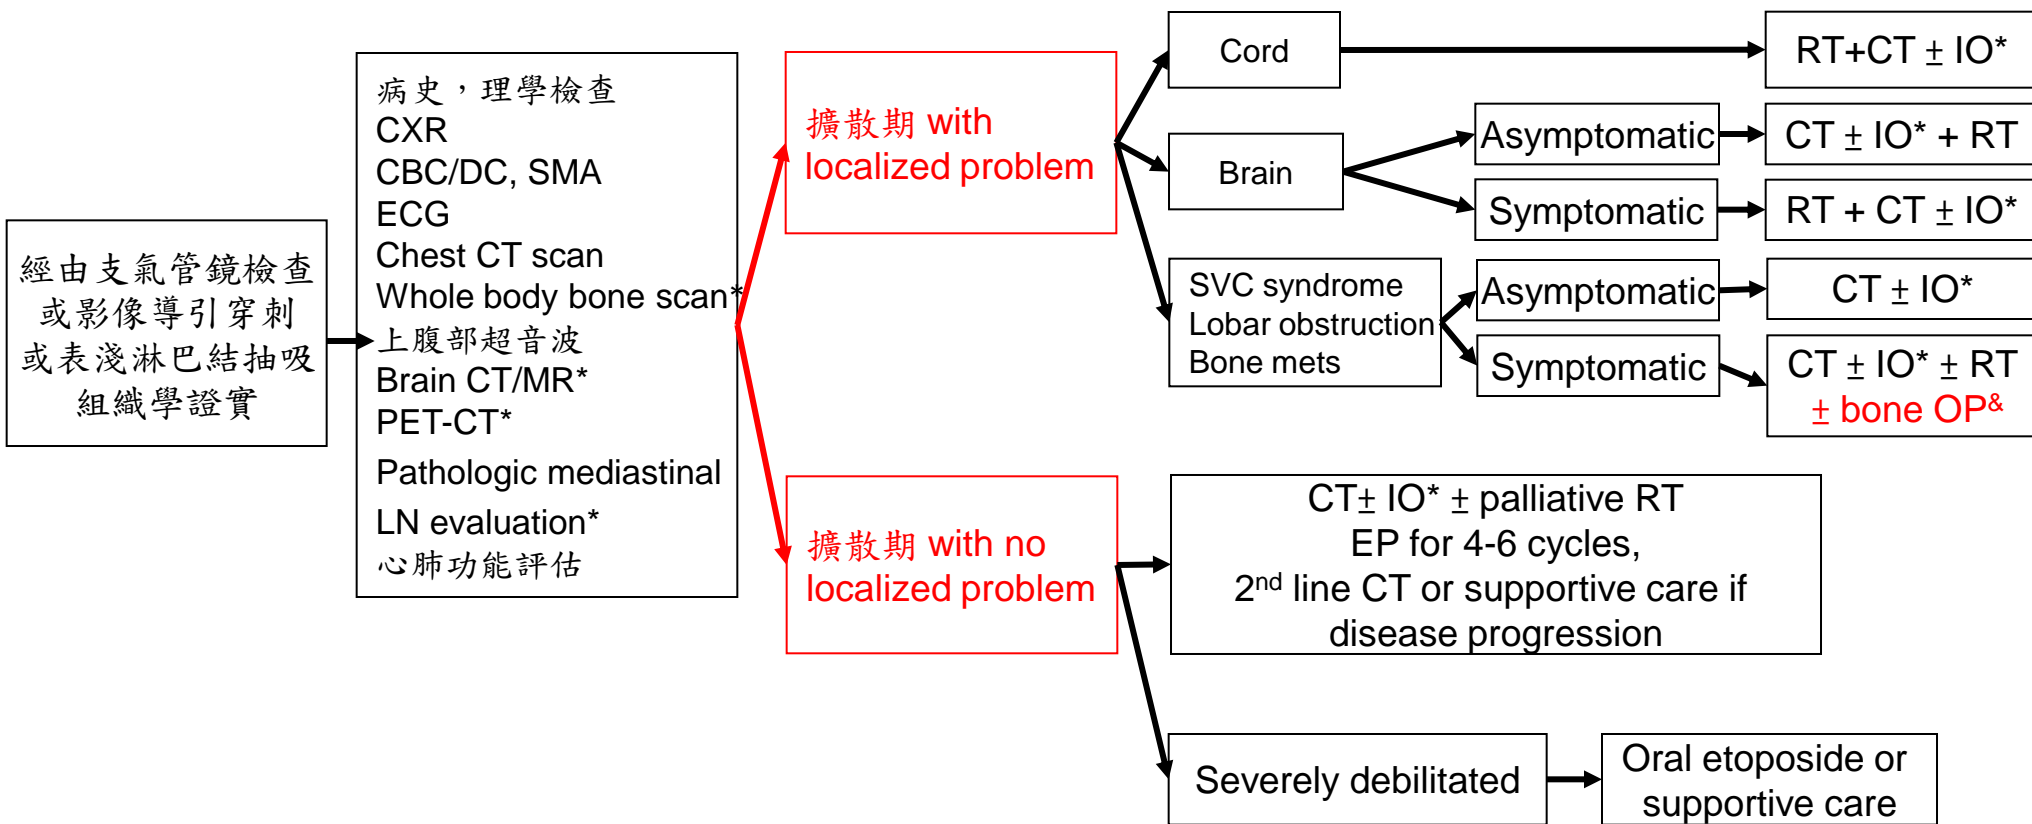 經由支氣管鏡檢查
或影像導引穿刺
或表淺淋巴結抽吸
組織學證實
病史，理學檢查
CXR
CBC/DC, SMA
ECG
Chest CT scan
Whole body bone scan*
上腹部超音波
Brain CT/MR*
PET-CT*
Pathologic mediastinal
LN evaluation*
心肺功能評估
擴散期 with
localized problem
Cord
RT+CT ± IO*
Brain
Asymptomatic
CT ± IO* + RT
Symptomatic
RT + CT ± IO*
SVC syndrome
Lobar obstruction
Bone mets
Asymptomatic
CT ± IO*
Symptomatic
CT ± IO* ± RT
± bone OP&
擴散期 with no
localized problem
CT± IO* ± palliative RT
EP for 4-6 cycles,
2nd line CT or supportive care if
disease progression
Severely debilitated
Oral etoposide or
supportive care